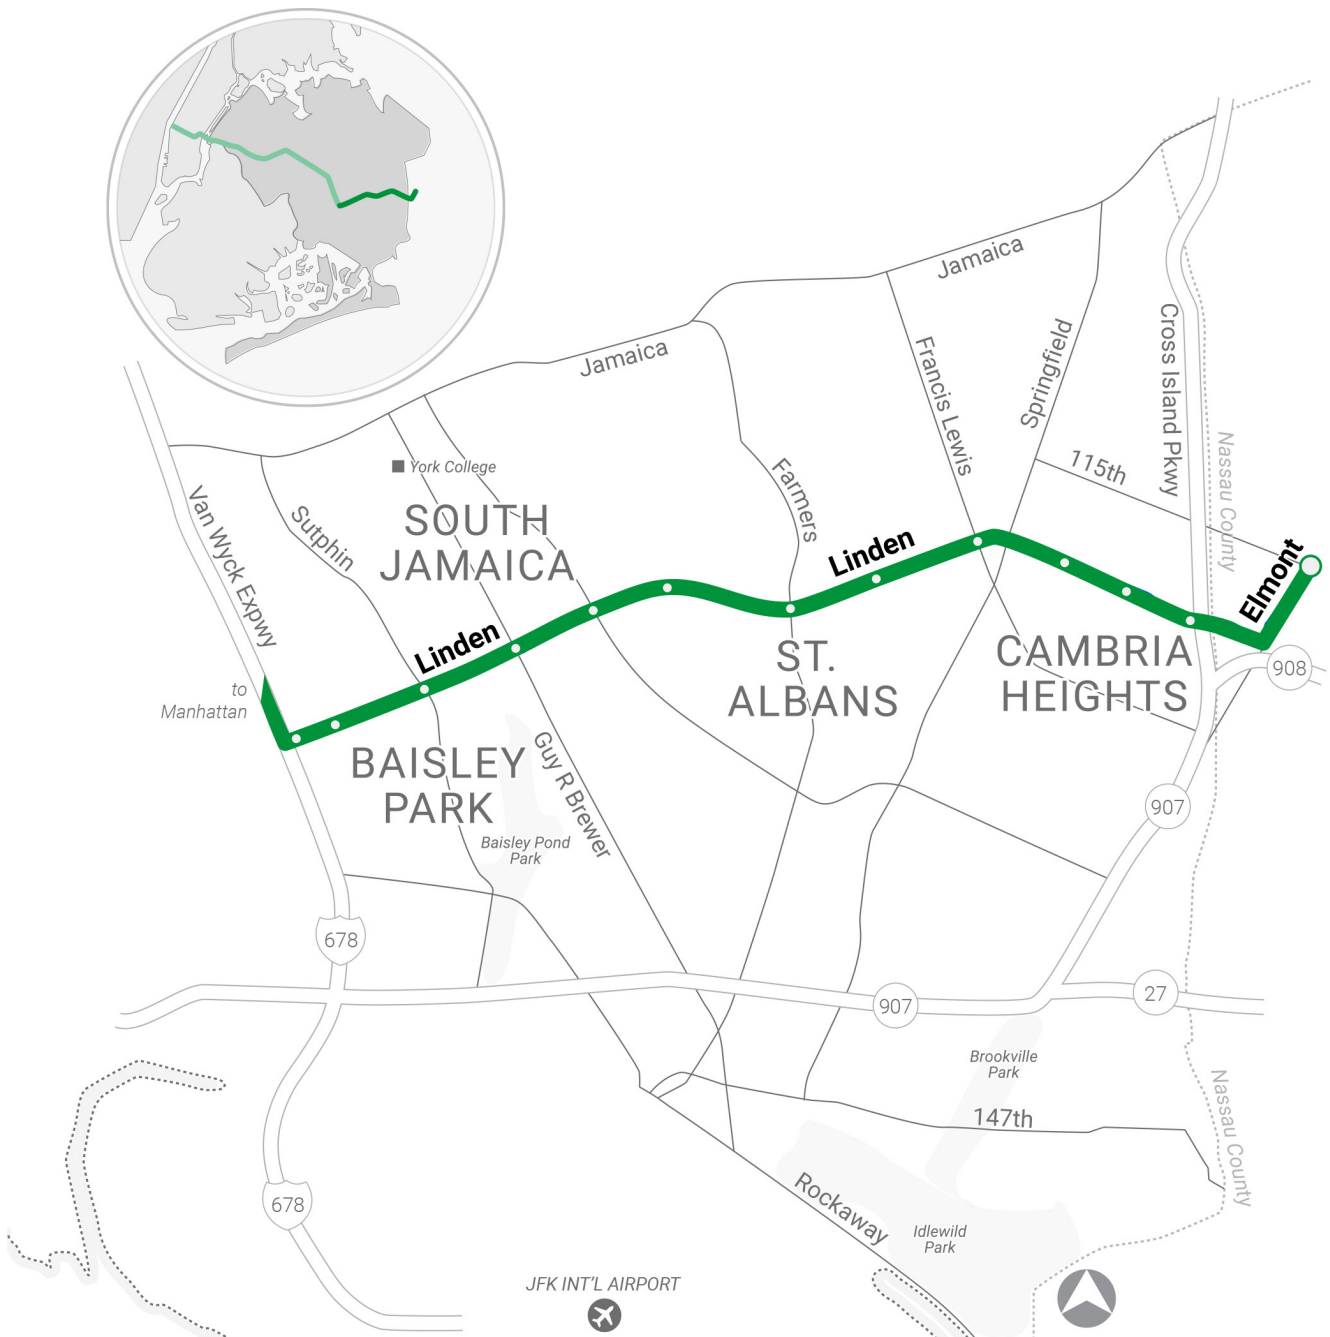 Jamaica
Jamaica
Francis Lewis
Springfield
Cross Island Pkwy
Nassau County
115th
York College
Van Wyck Expwy
Sutphin
SOUTH
JAMAICA
Farmers
Linden
Elmont
Linden
ST.
ALBANS
CAMBRIA
HEIGHTS
908
to
Manhattan
BAISLEY
PARK
Guy R Brewer
907
Baisley Pond
Park
678
907
27
Brookville
Park
147th
Nassau County
678
Rockaway
Idlewild
Park
JFK INT'L AIRPORT